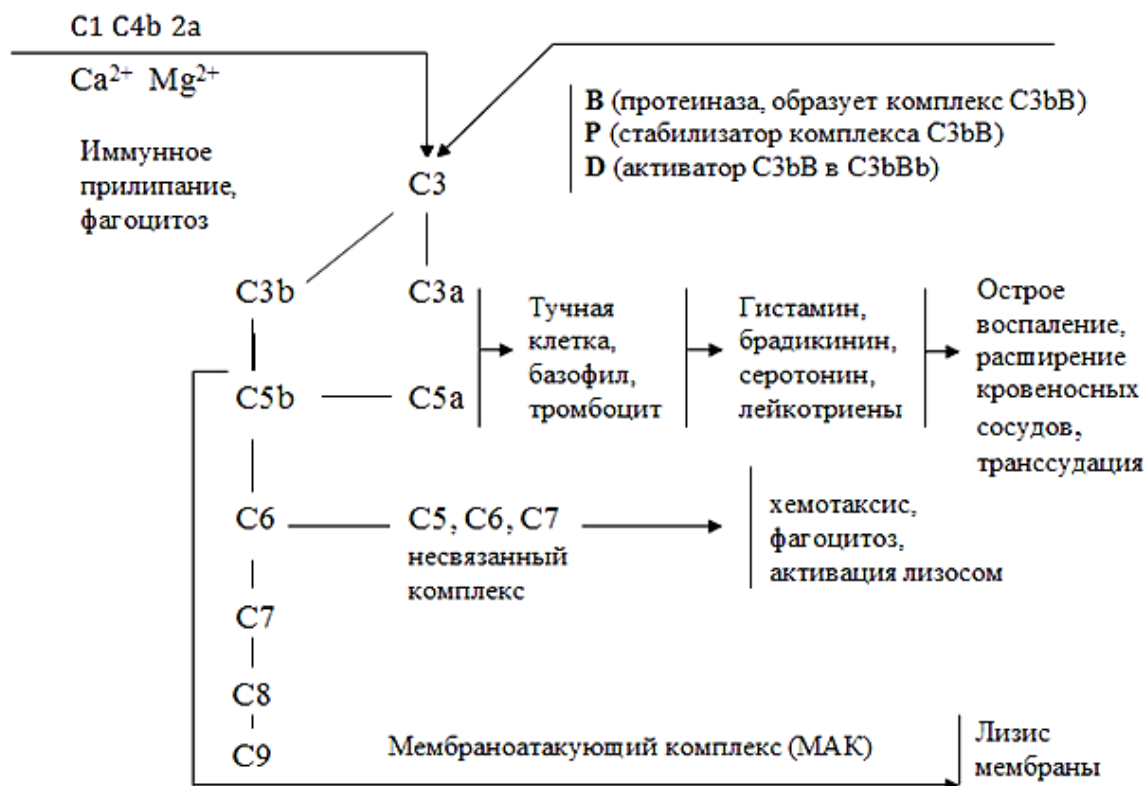 C1 C4b 2a
Ca²⁺ Mg²⁺
B (протеиназа, образует комплекс C3bB)
P (стабилизатор комплекса C3bB)
D (активатор C3bB в C3bBb)
Иммунное
прилипание,
фагоцитоз
C3
C3b
C3a
Тучная
клетка,
базофил,
тромбоцит
Гистамин,
брадикинин,
серотонин,
лейкотриены
Острое
воспаление,
расширение
кровеносных
сосудов,
транссудация
C5b
C5a
C6
C5, C6, C7
несвязанный
комплекс
хемотаксис,
фагоцитоз,
активация лизосом
C7
C8
C9
Мембраноатакующий комплекс (МАК)
Лизис
мембраны